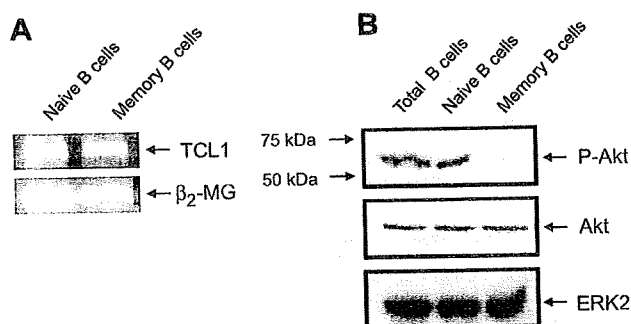 A
Naive B cells
Memory B cells
TCL1
β₂-MG
B
Total B cells
Naive B cells
Memory B cells
75 kDa
50 kDa
P-Akt
Akt
ERK2